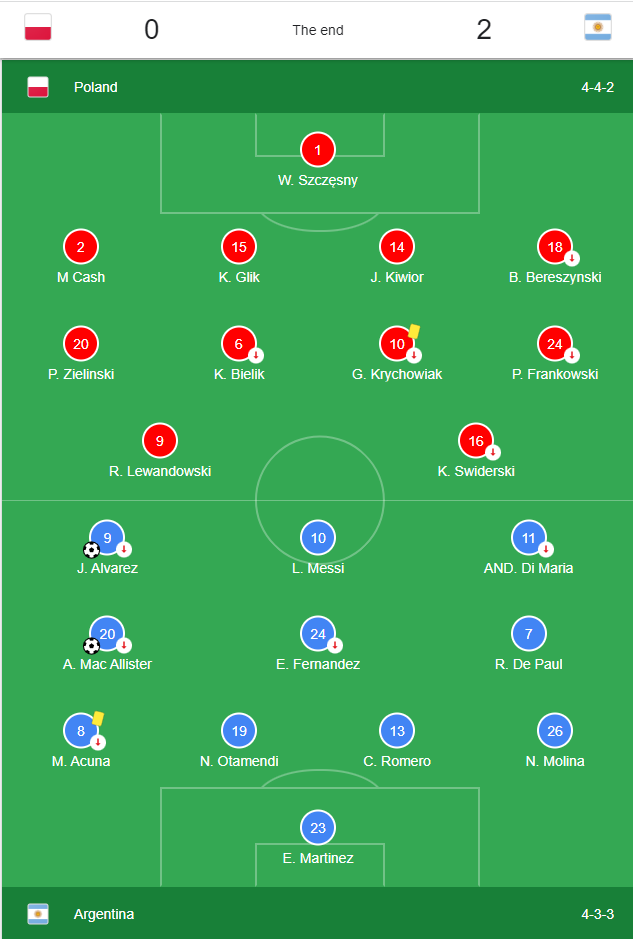 0 The end 2
Poland 4-4-2
1
W. Szczęsny
2 15 14 18
M Cash K. Glik J. Kiwior B. Bereszynski
20 6 10 24
P. Zielinski K. Bielik G. Krychowiak P. Frankowski
9 16
R. Lewandowski K. Swiderski
9 10 11
J. Alvarez L. Messi AND. Di Maria
20 24 7
A. Mac Allister E. Fernandez R. De Paul
8 19 13 26
M. Acuna N. Otamendi C. Romero N. Molina
23
E. Martinez
Argentina 4-3-3